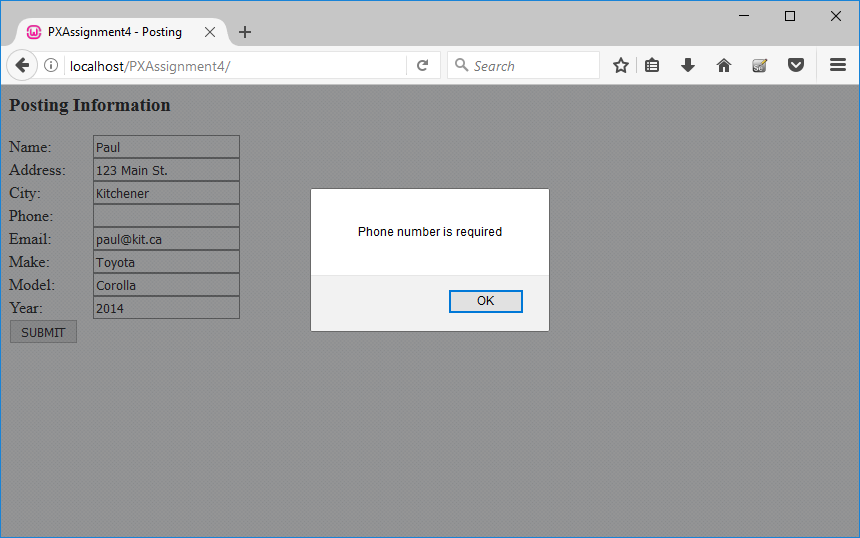 PXAssignment4 - Posting
localhost/PXAssignment4/
Search
Posting Information
Name: Paul
Address: 123 Main St.
City: Kitchener
Phone:
Email: paul@kit.ca
Make: Toyota
Model: Corolla
Year: 2014
SUBMIT
Phone number is required
OK